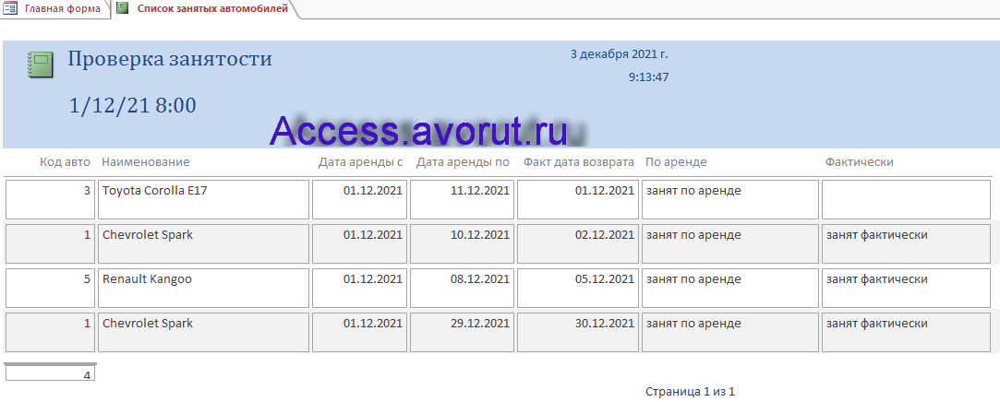 Главная форма Список занятых автомобилей
Проверка занятости 3 декабря 2021 г.
9:13:47
1/12/21 8:00
Access.avorut.ru
Код авто Наименование Дата аренды с Дата аренды по Факт дата возврата По аренде Фактически
3 Toyota Corolla E17 01.12.2021 11.12.2021 01.12.2021 занят по аренде
1 Chevrolet Spark 01.12.2021 10.12.2021 02.12.2021 занят по аренде занят фактически
5 Renault Kangoo 01.12.2021 08.12.2021 05.12.2021 занят по аренде занят фактически
1 Chevrolet Spark 01.12.2021 29.12.2021 30.12.2021 занят по аренде занят фактически
4
Страница 1 из 1